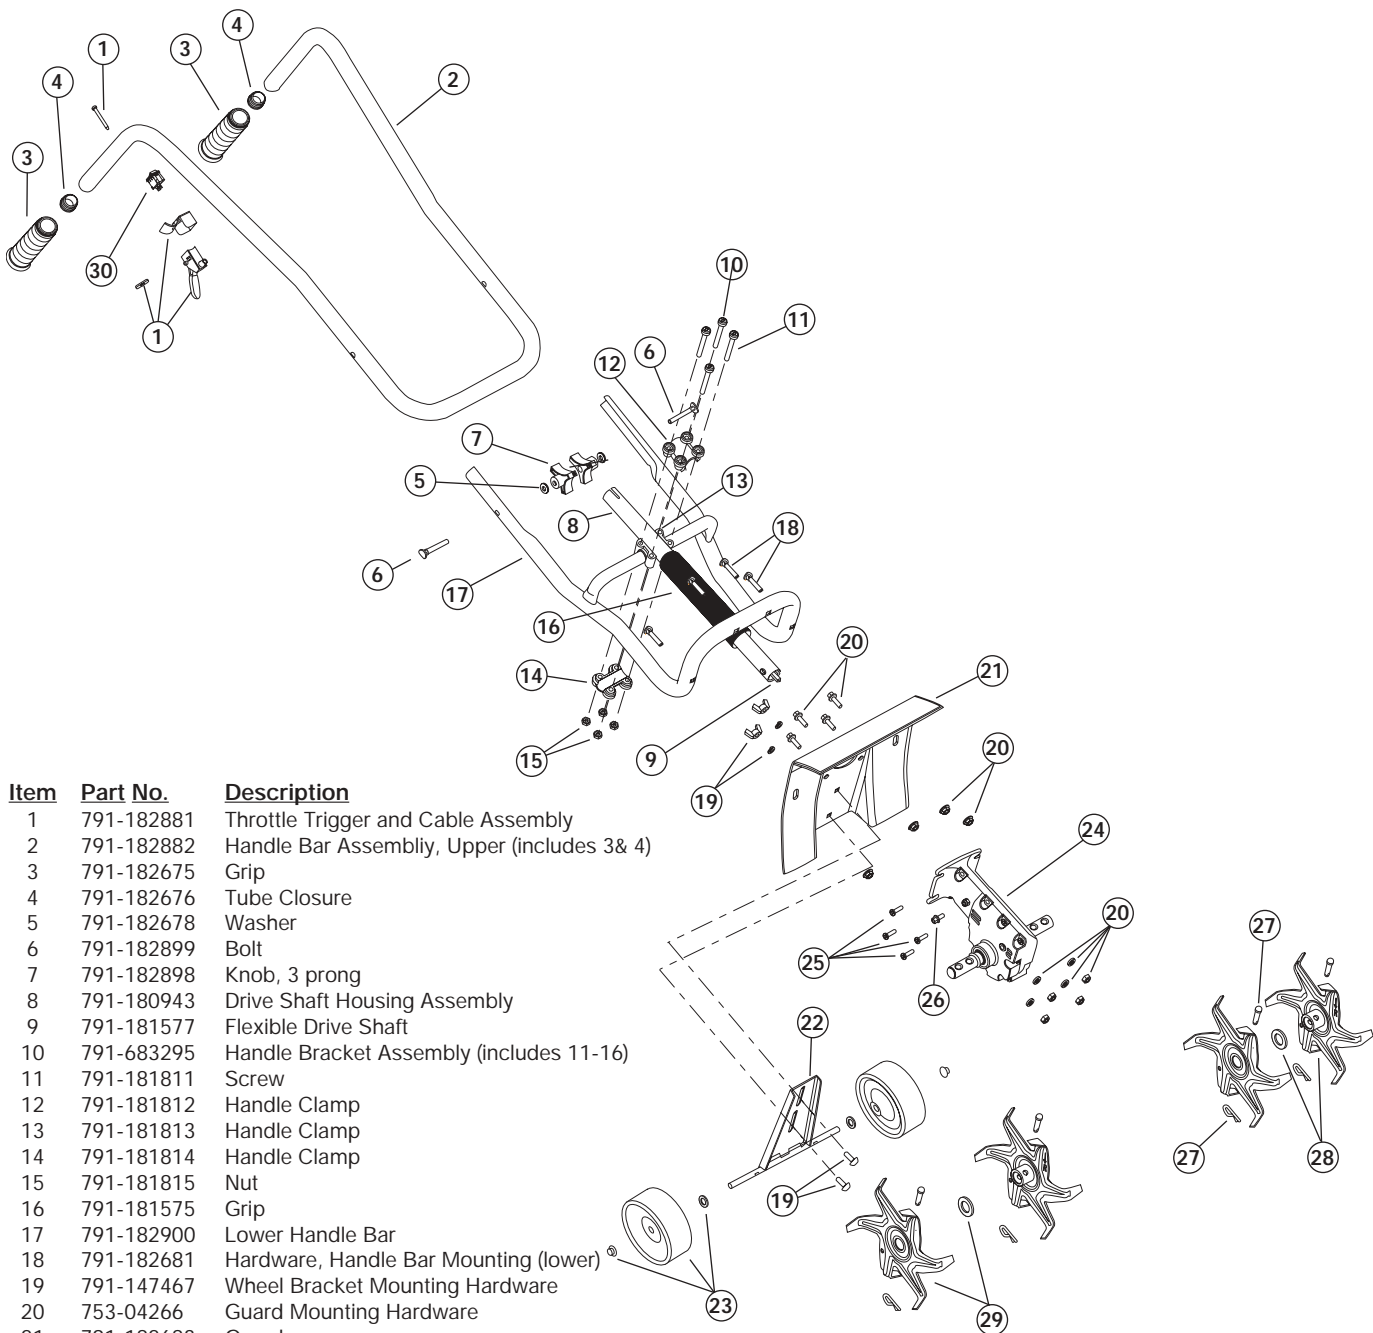 4
1
3
4
2
3
30
1
10
11
6
12
7
5
13
8
18
6
17
16
20
14
21
15
9
19
20
24
20
25
26
27
22
27
28
19
23
29
Item Part No. Description
1 791-182881 Throttle Trigger and Cable Assembly
2 791-182882 Handle Bar Assembliy, Upper (includes 3& 4)
3 791-182675 Grip
4 791-182676 Tube Closure
5 791-182678 Washer
6 791-182899 Bolt
7 791-182898 Knob, 3 prong
8 791-180943 Drive Shaft Housing Assembly
9 791-181577 Flexible Drive Shaft
10 791-683295 Handle Bracket Assembly (includes 11-16)
11 791-181811 Screw
12 791-181812 Handle Clamp
13 791-181813 Handle Clamp
14 791-181814 Handle Clamp
15 791-181815 Nut
16 791-181575 Grip
17 791-182900 Lower Handle Bar
18 791-182681 Hardware, Handle Bar Mounting (lower)
19 791-147467 Wheel Bracket Mounting Hardware
20 753-04266 Guard Mounting Hardware